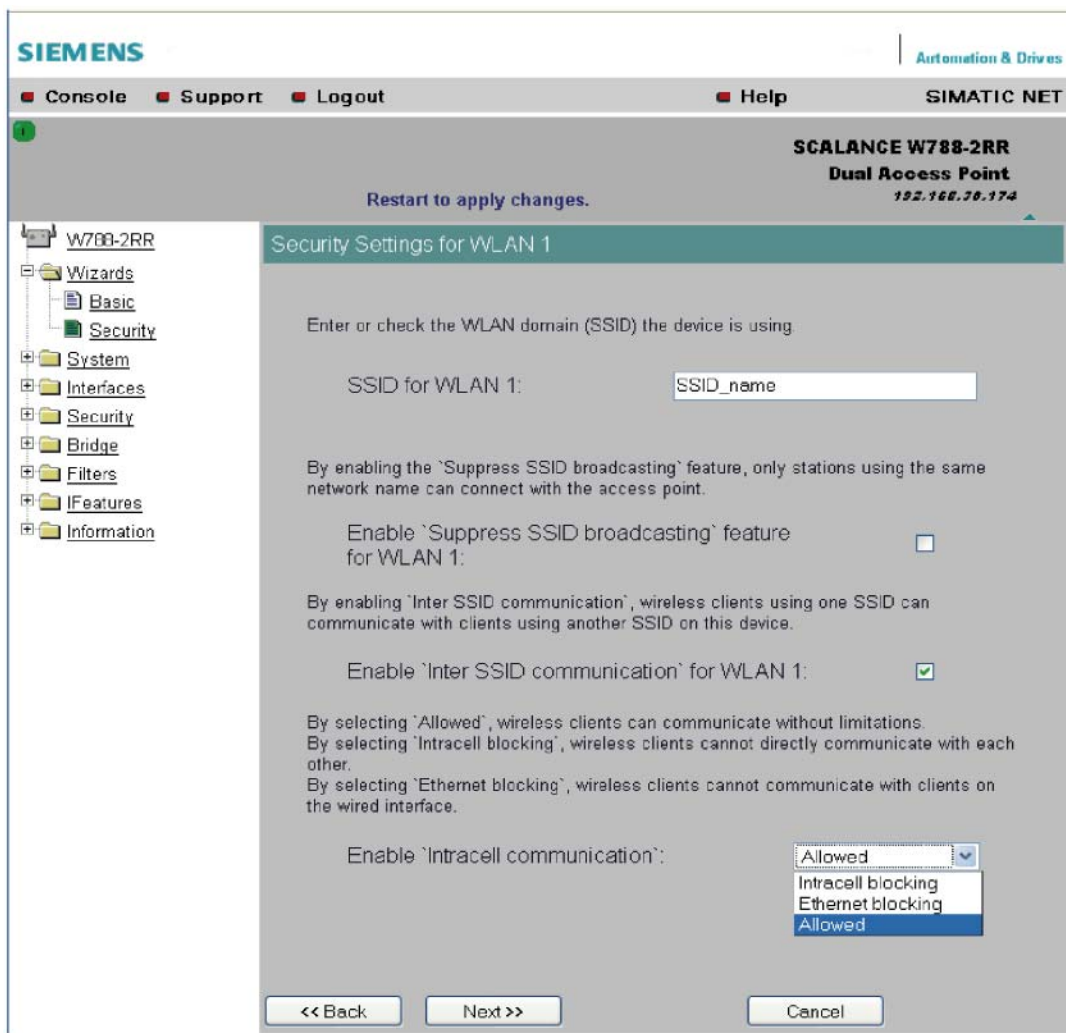 SIEMENS
Automation & Drives
Console Support Logout Help SIMATIC NET
SCALANCE W788-2RR
Dual Access Point
Restart to apply changes.
192.168.30.174
W788-2RR
Wizards
Basic
Security
System
Interfaces
Security
Bridge
Filters
IFeatures
Information
Security Settings for WLAN 1
Enter or check the WLAN domain (SSID) the device is using.
SSID for WLAN 1: SSID_name
By enabling the `Suppress SSID broadcasting` feature, only stations using the same
network name can connect with the access point.
Enable `Suppress SSID broadcasting` feature
for WLAN 1:
By enabling `Inter SSID communication`, wireless clients using one SSID can
communicate with clients using another SSID on this device.
Enable `Inter SSID communication` for WLAN 1:
By selecting `Allowed`, wireless clients can communicate without limitations.
By selecting `Intracell blocking`, wireless clients cannot directly communicate with each
other.
By selecting `Ethernet blocking`, wireless clients cannot communicate with clients on
the wired interface.
Enable `Intracell communication`: Allowed
Intracell blocking
Ethernet blocking
Allowed
<< Back Next >> Cancel